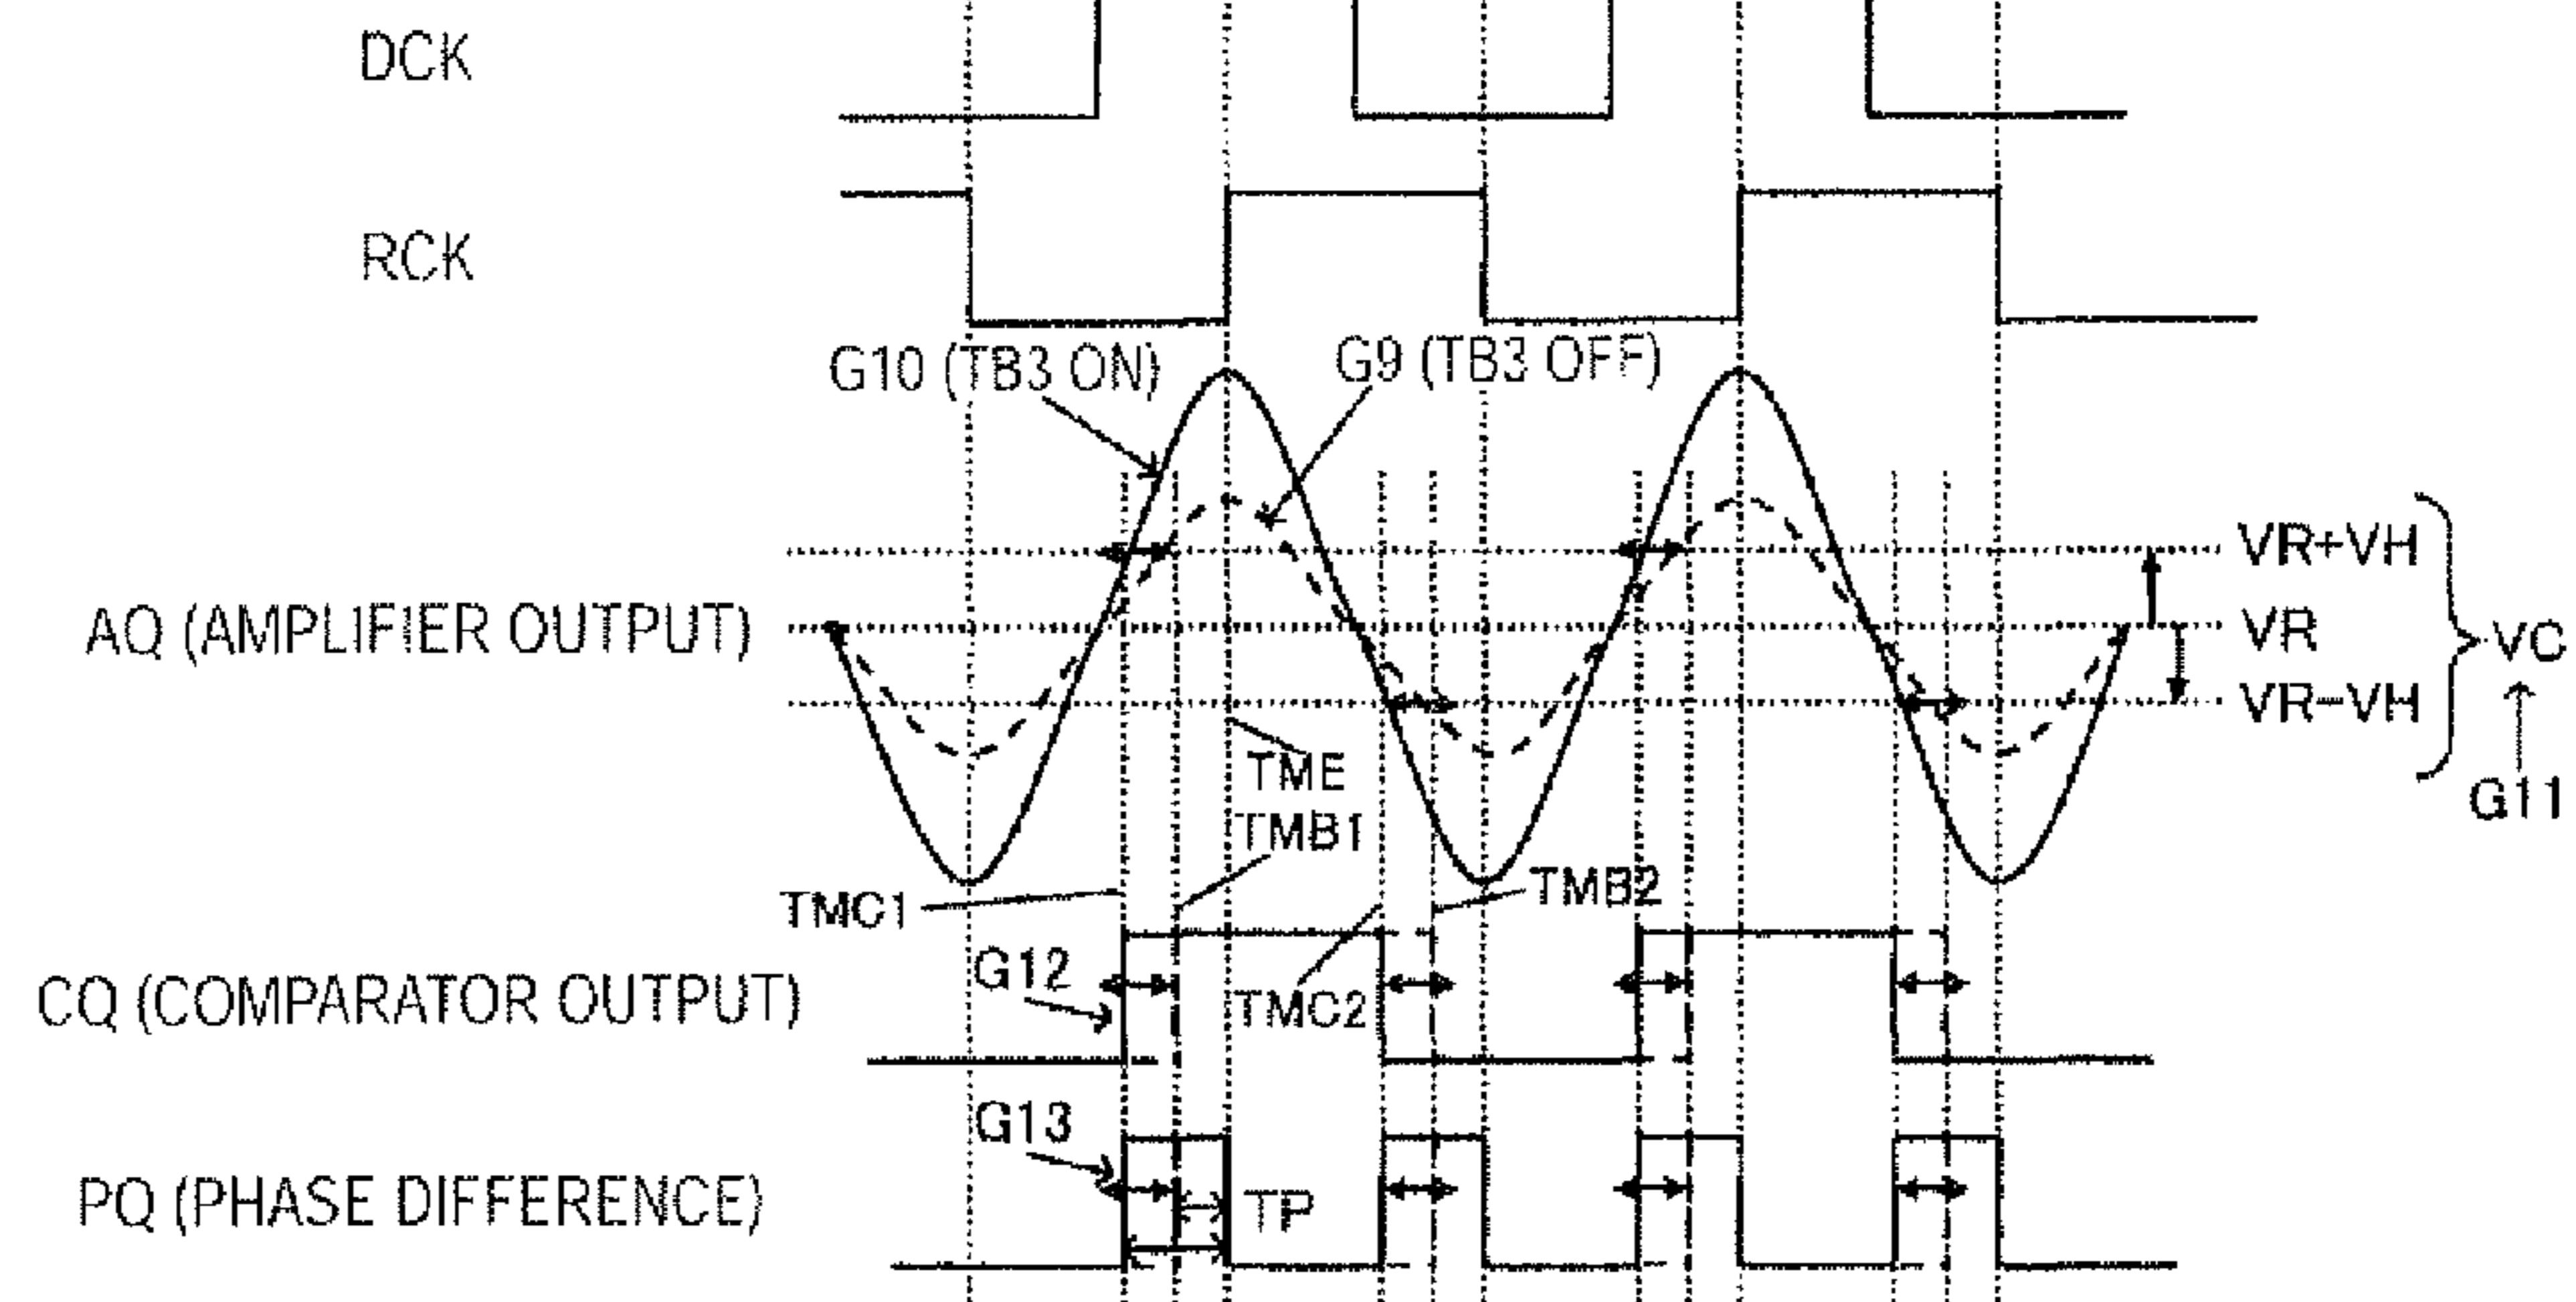 DCK
RCK
G10 (TB3 ON)
G9 (TB3 OFF)
VR+VH
AQ (AMPLIFIER OUTPUT)
VR
VC
VR-VH
TME
G11
TMB1
TMC1
TMB2
G12
CQ (COMPARATOR OUTPUT)
TMC2
G13
PQ (PHASE DIFFERENCE)
TP